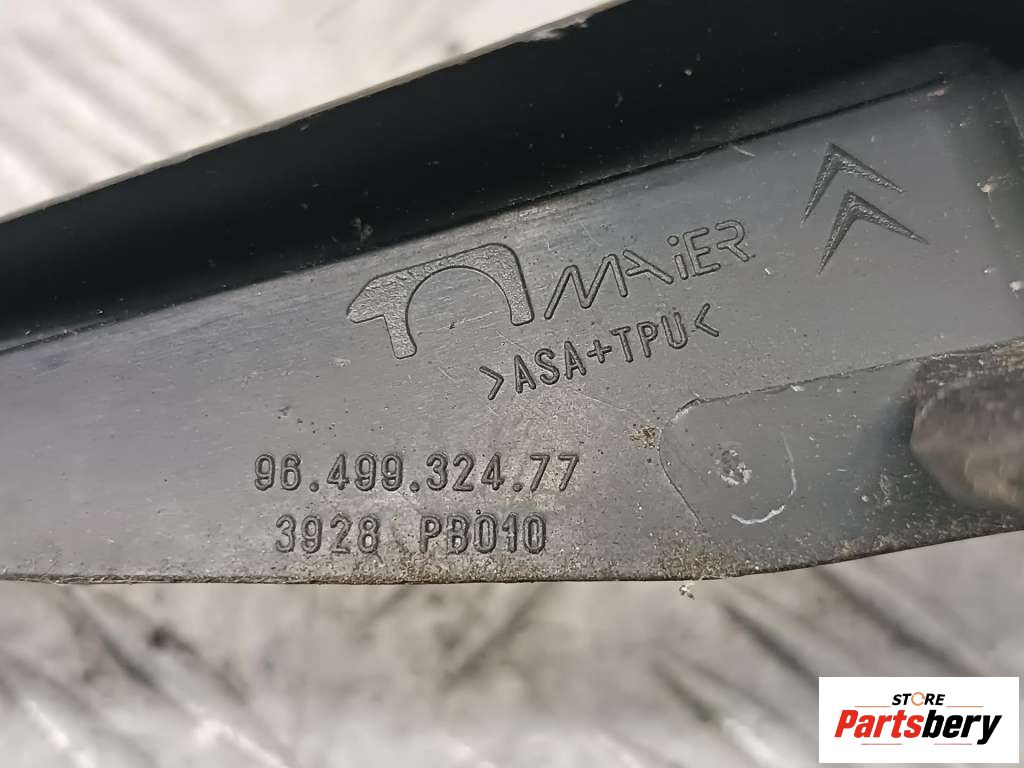 MAiER
>ASA+TPU<
96.499.324.77
3928 PB010
STORE
Partsbery